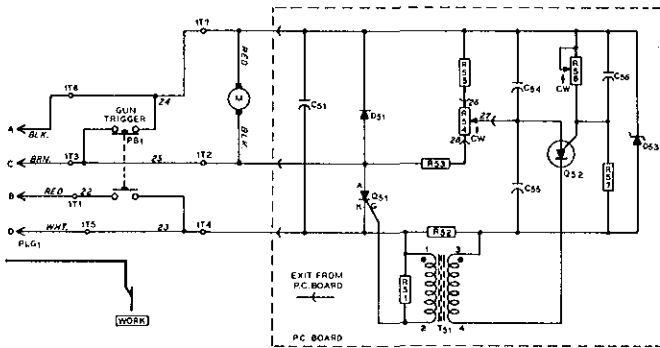 1T7
1T6
24
GUN TRIGGER
PB1
A
BLK.
C
BRN.
1T3
25
1T2
B
RED
22
1T1
D
WHT.
1T5
23
1T4
PLG1
WORK
RED
M
BLK
C51
D51
A
Q51
K
G
R53
R55
26
R54
27
28
CW
C54
C55
R56
CW
C56
Q52
R57
D53
R52
R51
1
3
2
4
T51
EXIT FROM
P.C. BOARD
P.C. BOARD